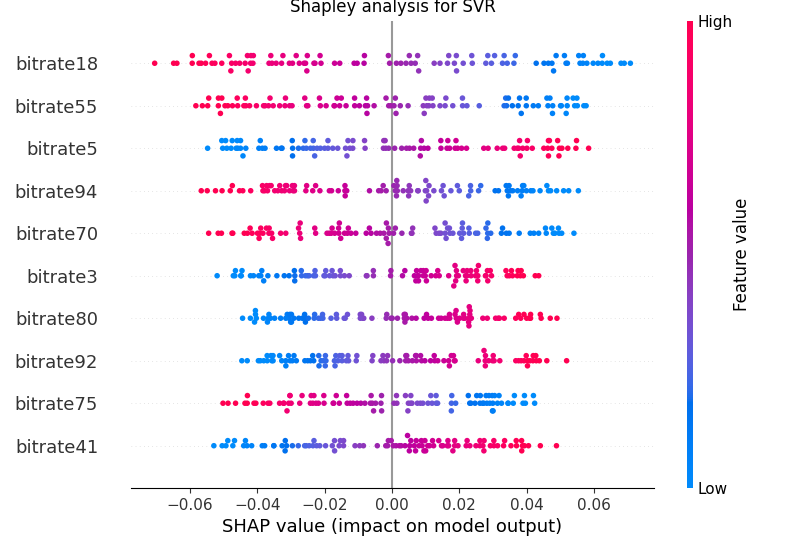 Shapley analysis for SVR
High
bitrate18
bitrate55
bitrate5
bitrate94
bitrate70
bitrate3
bitrate80
bitrate92
bitrate75
bitrate41
Feature value
Low
−0.06 −0.04 −0.02 0.00 0.02 0.04 0.06
SHAP value (impact on model output)